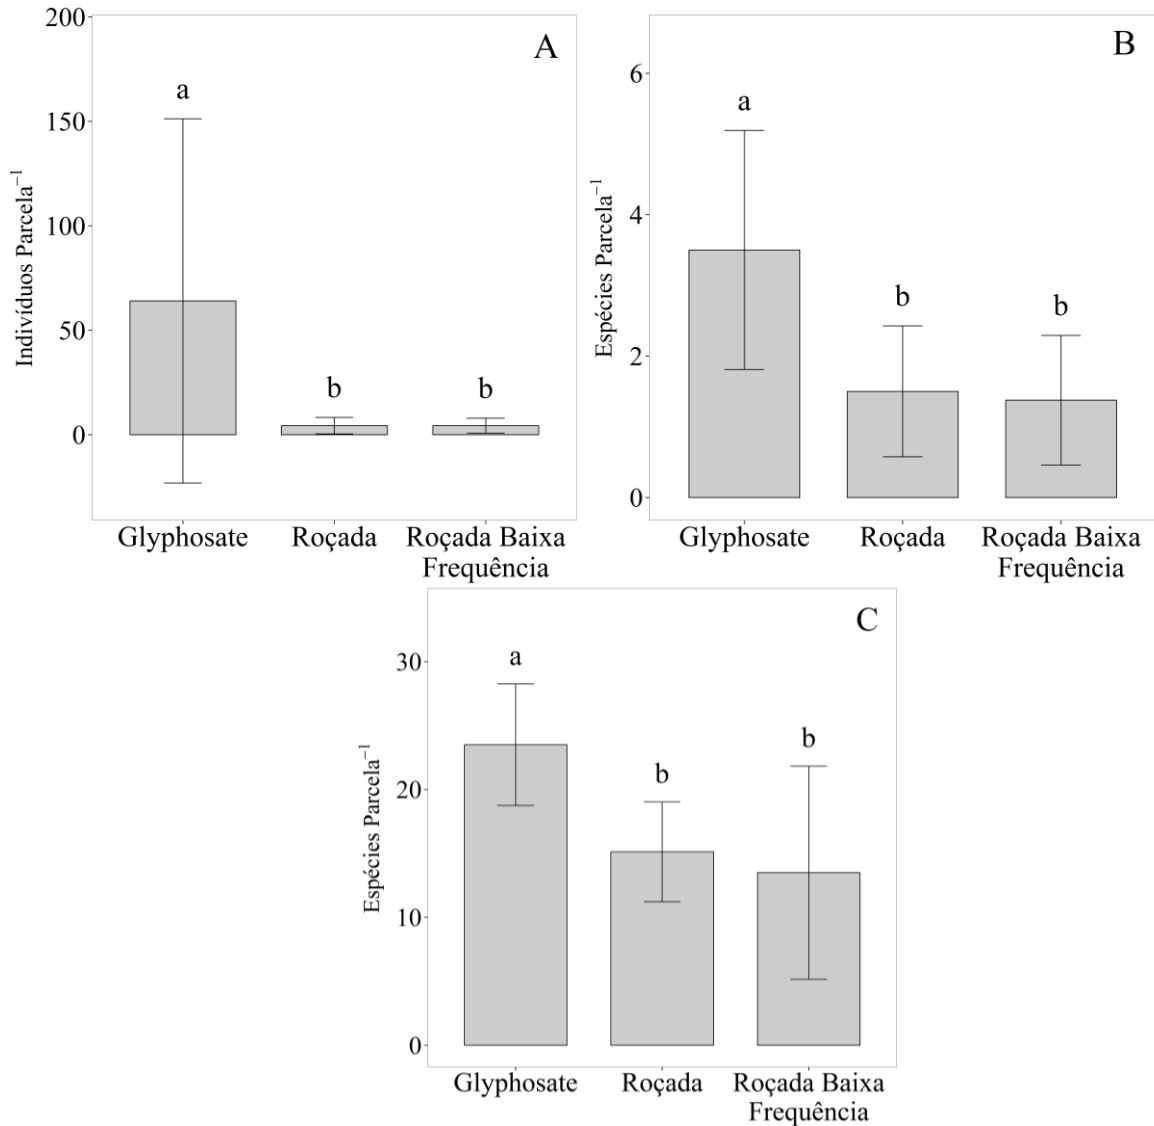 A
200
150
100
50
0
Indivíduos Parcela⁻¹
a
b
b
Glyphosate
Roçada
Roçada Baixa
Frequência
B
6
4
2
0
Espécies Parcela⁻¹
a
b
b
Glyphosate
Roçada
Roçada Baixa
Frequência
C
30
20
10
0
Espécies Parcela⁻¹
a
b
b
Glyphosate
Roçada
Roçada Baixa
Frequência